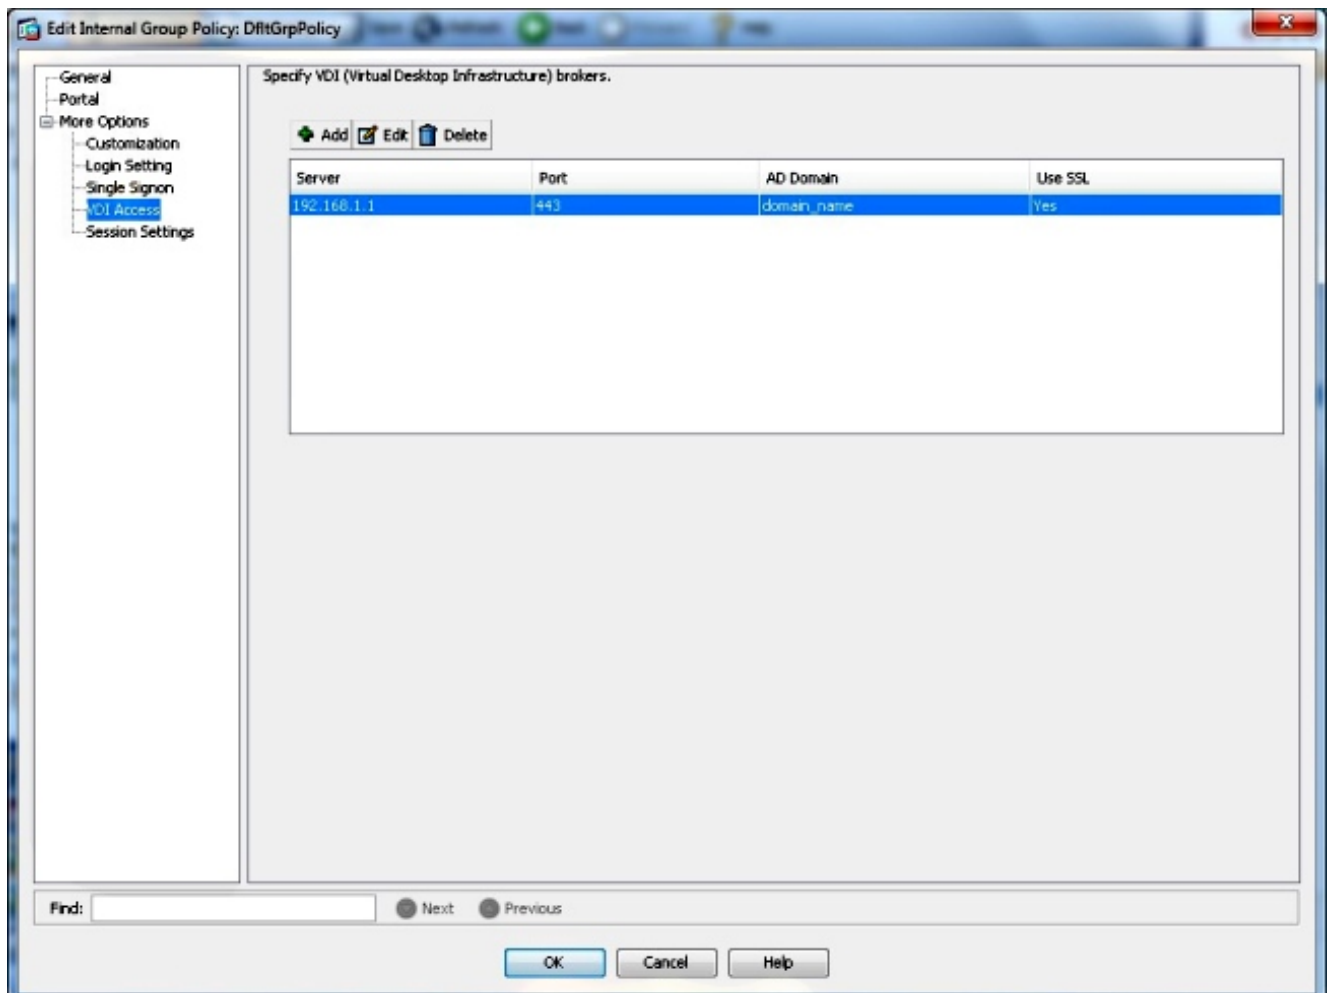 Edit Internal Group Policy: DfltGrpPolicy
Help
General
Portal
More Options
Customization
Login Setting
Single Signon
VDI Access
Session Settings
Specify VDI (Virtual Desktop Infrastructure) brokers.
Add Edit Delete
Server Port AD Domain Use SSL
192.168.1.1 443 domain_name Yes
Find: Next Previous
OK Cancel Help